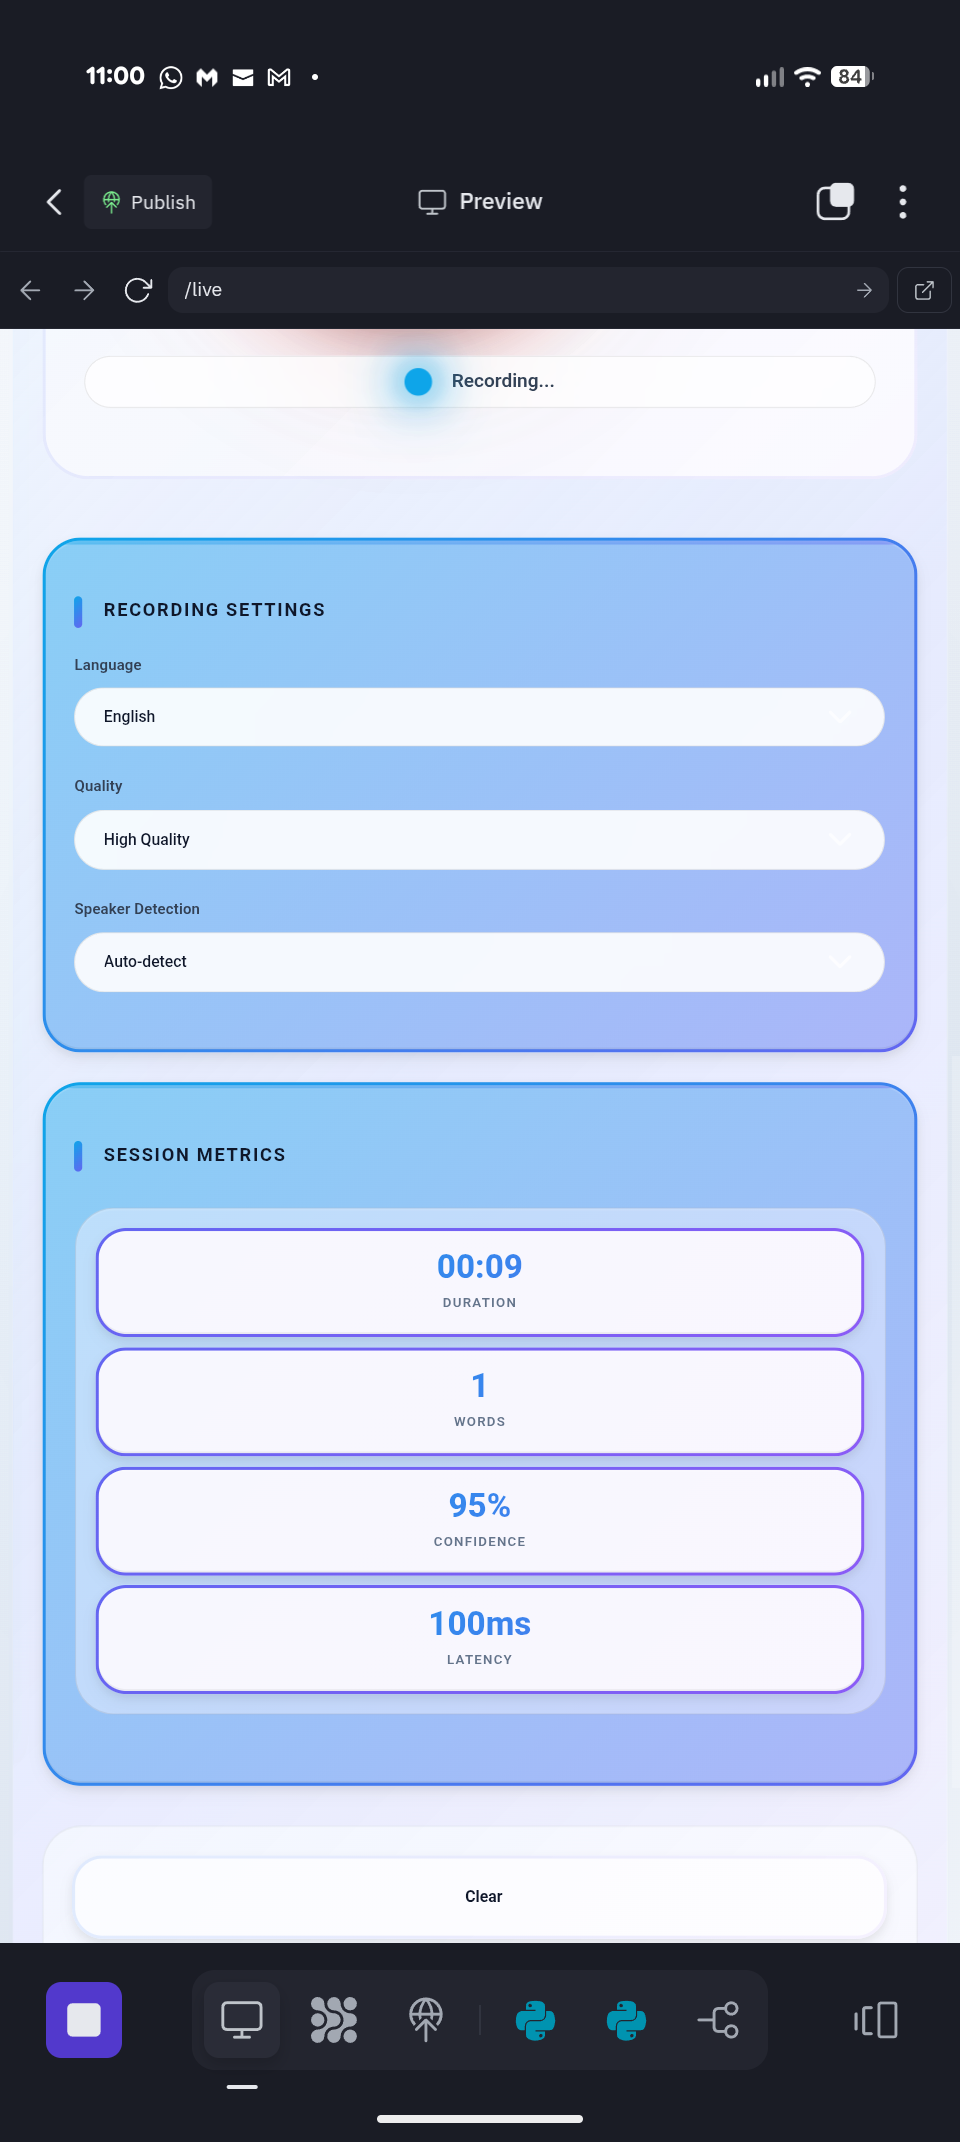 11:00
84
Publish
Preview
/live
Recording...
RECORDING SETTINGS
Language
English
Quality
High Quality
Speaker Detection
Auto-detect
SESSION METRICS
00:09
DURATION
1
WORDS
95%
CONFIDENCE
100ms
LATENCY
Clear